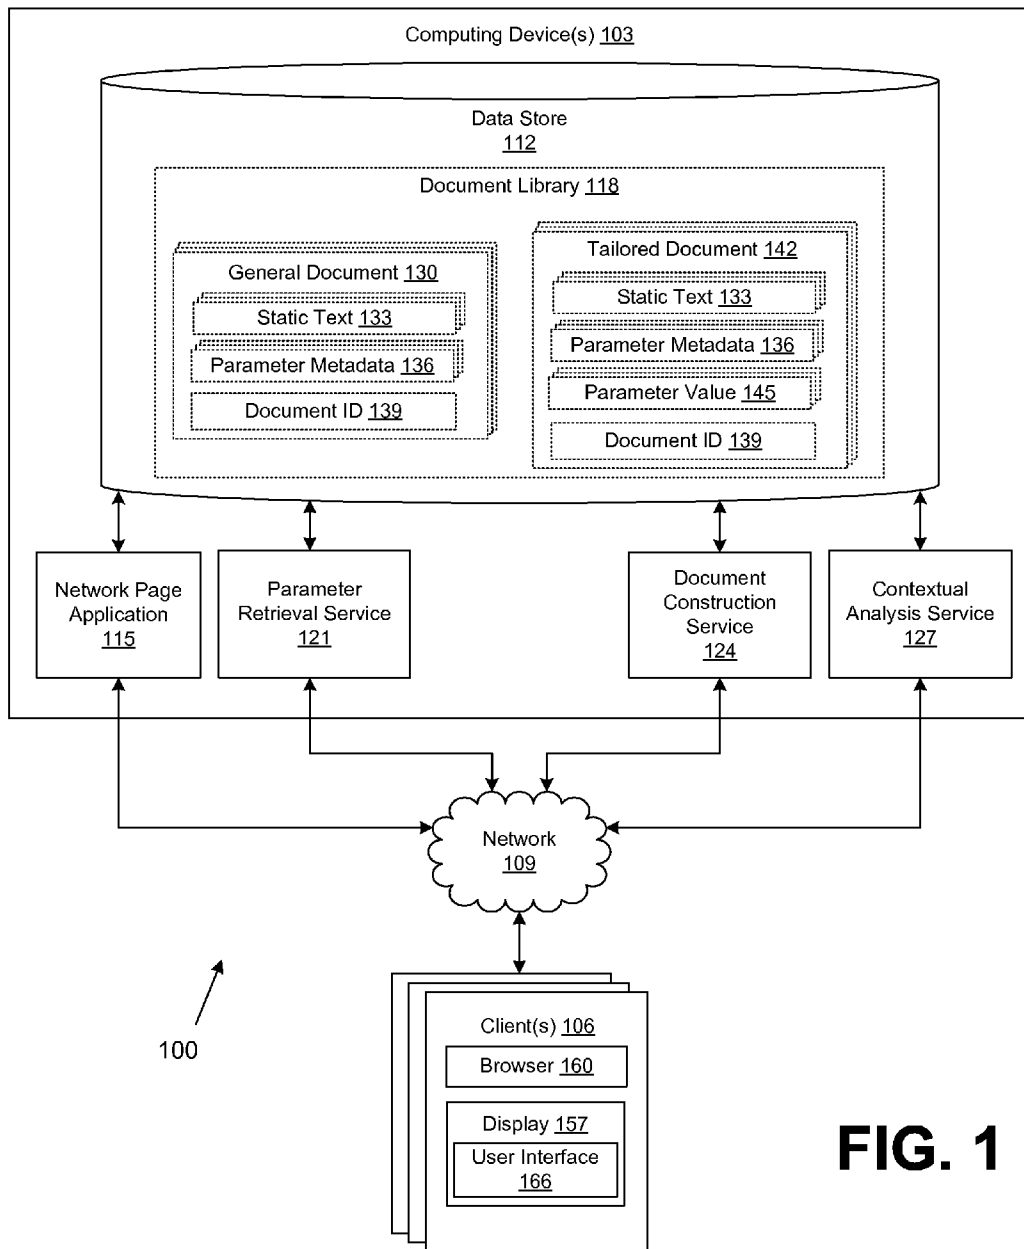 Computing Device(s) 103
Data Store
112
Document Library 118
General Document 130
Static Text 133
Parameter Metadata 136
Document ID 139
Tailored Document 142
Static Text 133
Parameter Metadata 136
Parameter Value 145
Document ID 139
Network Page
Application
115
Parameter
Retrieval Service
121
Document
Construction
Service
124
Contextual
Analysis Service
127
Network
109
100
Client(s) 106
Browser 160
Display 157
User Interface
166
FIG. 1